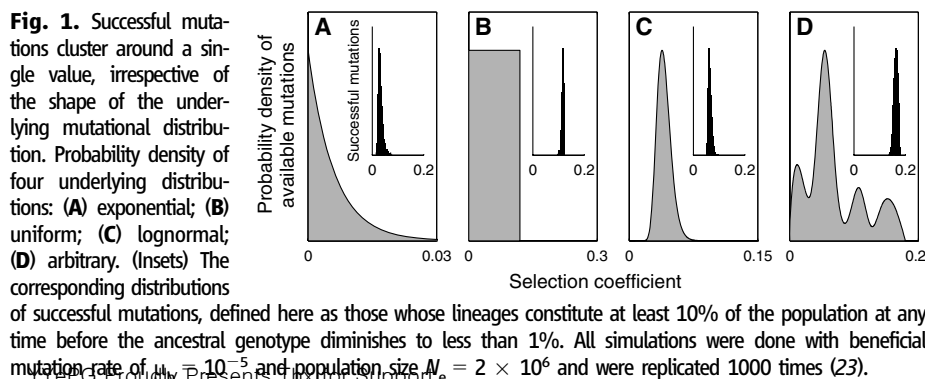 Fig. 1. Successful muta-
tions cluster around a sin-
gle value, irrespective of
the shape of the under-
lying mutational distribu-
tion. Probability density of
four underlying distribu-
tions: (A) exponential; (B)
uniform; (C) lognormal;
(D) arbitrary. (Insets) The
corresponding distributions
of successful mutations, defined here as those whose lineages constitute at least 10% of the population at any
time before the ancestral genotype diminishes to less than 1%. All simulations were done with beneficial
mutation rate of μb = 10−5 and population size Ne = 2 × 106 and were replicated 1000 times (23).
Probability density of
available mutations
A
Successful mutations
0 0.2
0 0.03
B
0 0.2
0 0.3
C
0 0.2
0 0.15
D
0 0.2
0 0.2
Selection coefficient
Proudly Presents
Support